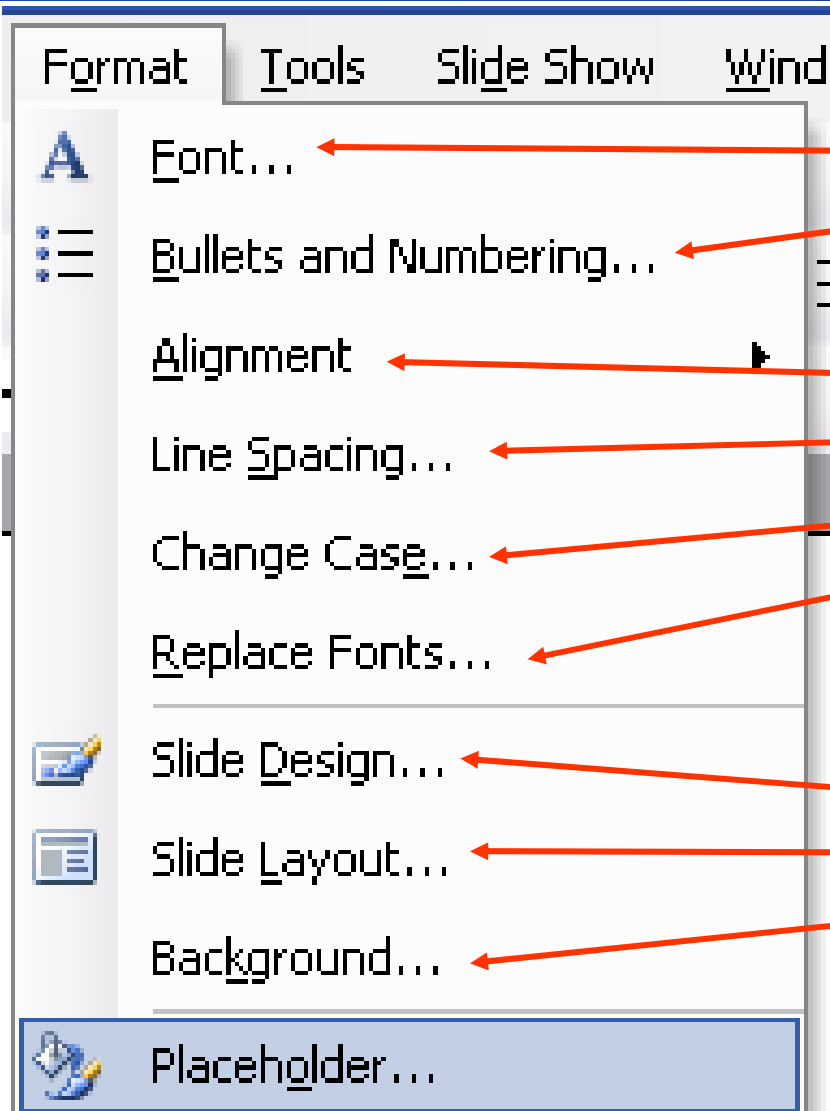 Format Tools Slide Show Wind
Font...
Bullets and Numbering...
Alignment
Line Spacing...
Change Case...
Replace Fonts...
Slide Design...
Slide Layout...
Background...
Placeholder...